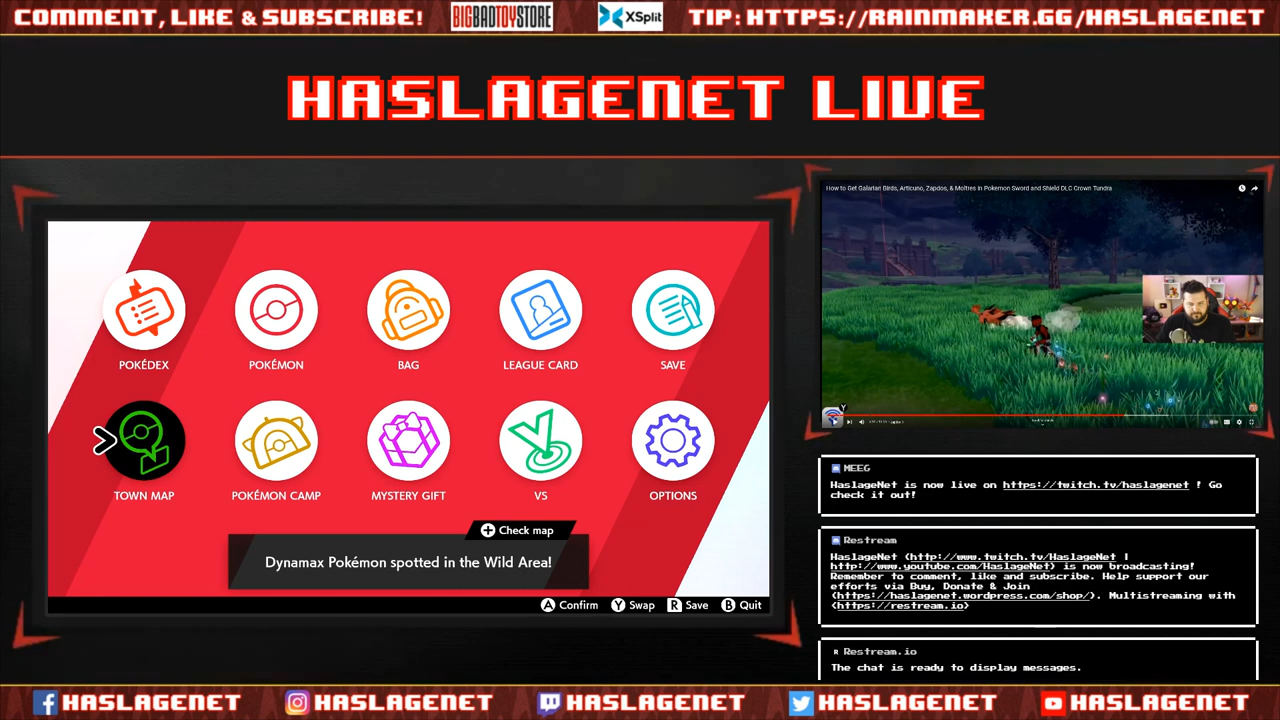 COMMENT, LIKE & SUBSCRIBE!
BIGBADTOYSTORE
XSplit
TIP: HTTPS://RAINMAKER.GG/HASLAGENET
HASLAGENET LIVE
POKÉDEX
POKÉMON
BAG
LEAGUE CARD
SAVE
TOWN MAP
POKÉMON CAMP
MYSTERY GIFT
VS
OPTIONS
+ Check map
Dynamax Pokémon spotted in the Wild Area!
A Confirm Y Swap R Save B Quit
How to Get Galarian Birds, Articuno, Zapdos, & Moltres in Pokemon Sword and Shield DLC Crown Tundra
Y
MEEG
HaslageNet is now live on https://twitch.tv/haslagenet ! Go
check it out!
Restream
HaslageNet (http://www.twitch.tv/HaslageNet |
http://www.youtube.com/HaslageNet) is now broadcasting!
Remember to comment, like and subscribe. Help support our
efforts via Buy, Donate & Join
(https://haslagenet.wordpress.com/shop/). Multistreaming with
(https://restream.io)
R Restream.io
The chat is ready to display messages.
HASLAGENET
HASLAGENET
HASLAGENET
HASLAGENET
HASLAGENET